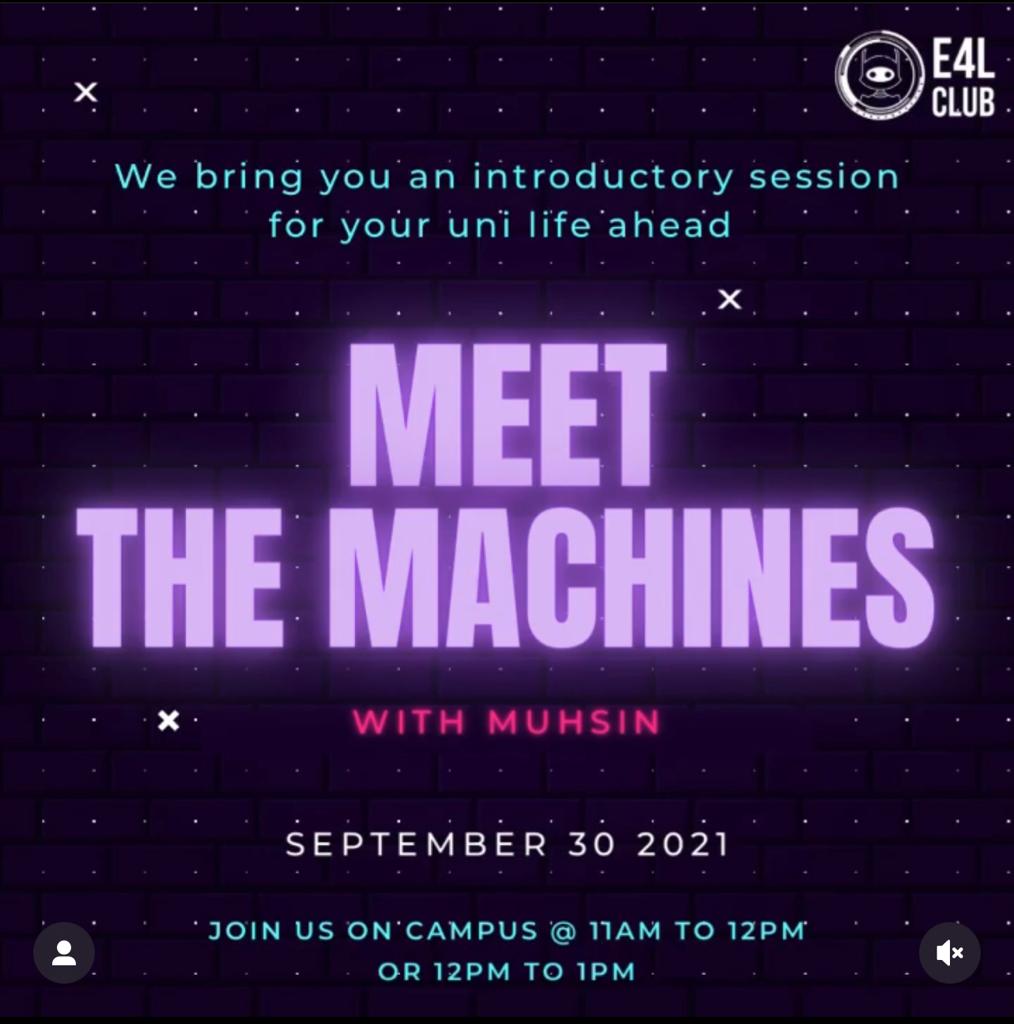 E4L
CLUB
We bring you an introductory session
for your uni life ahead
MEET
THE MACHINES
WITH MUHSIN
SEPTEMBER 30 2021
JOIN US ON CAMPUS @ 11AM TO 12PM
OR 12PM TO 1PM